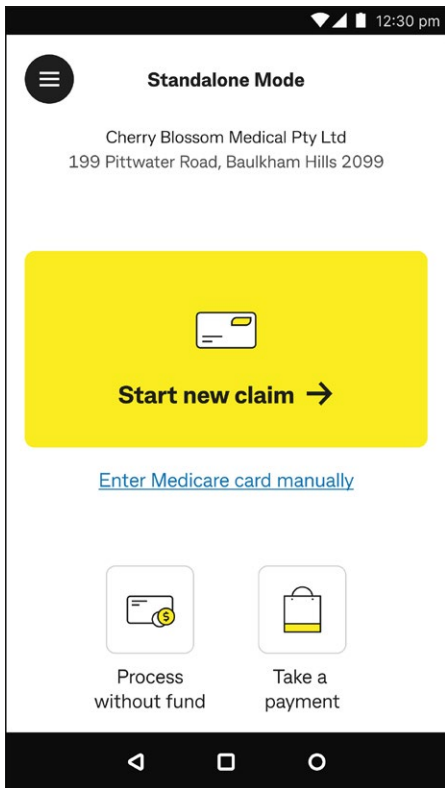 12:30 pm
Standalone Mode
Cherry Blossom Medical Pty Ltd
199 Pittwater Road, Baulkham Hills 2099
Start new claim →
Enter Medicare card manually
$
Process
without fund
Take a
payment